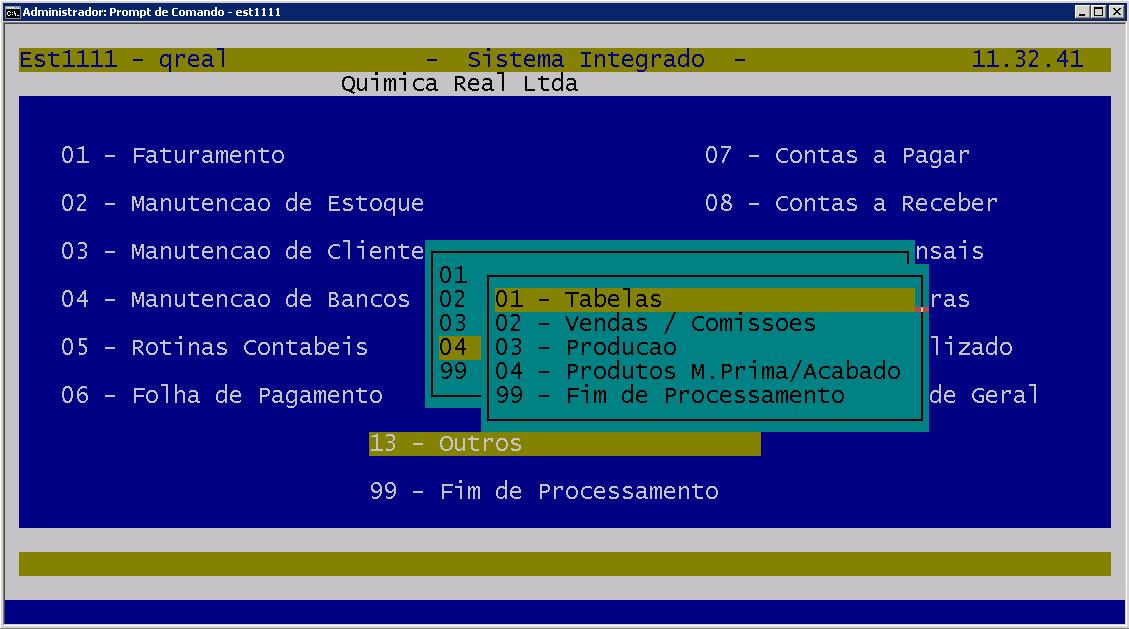 Administrador: Prompt de Comando - est1111
Est1111 - qreal - Sistema Integrado - 11.32.41
Quimica Real Ltda
01 - Faturamento 07 - Contas a Pagar
02 - Manutencao de Estoque 08 - Contas a Receber
03 - Manutencao de Cliente nsais
01
04 - Manutencao de Bancos 02 01 - Tabelas ras
03 02 - Vendas / Comissoes
05 - Rotinas Contabeis 04 03 - Producao lizado
99 04 - Produtos M.Prima/Acabado
06 - Folha de Pagamento 99 - Fim de Processamento de Geral
13 - Outros
99 - Fim de Processamento